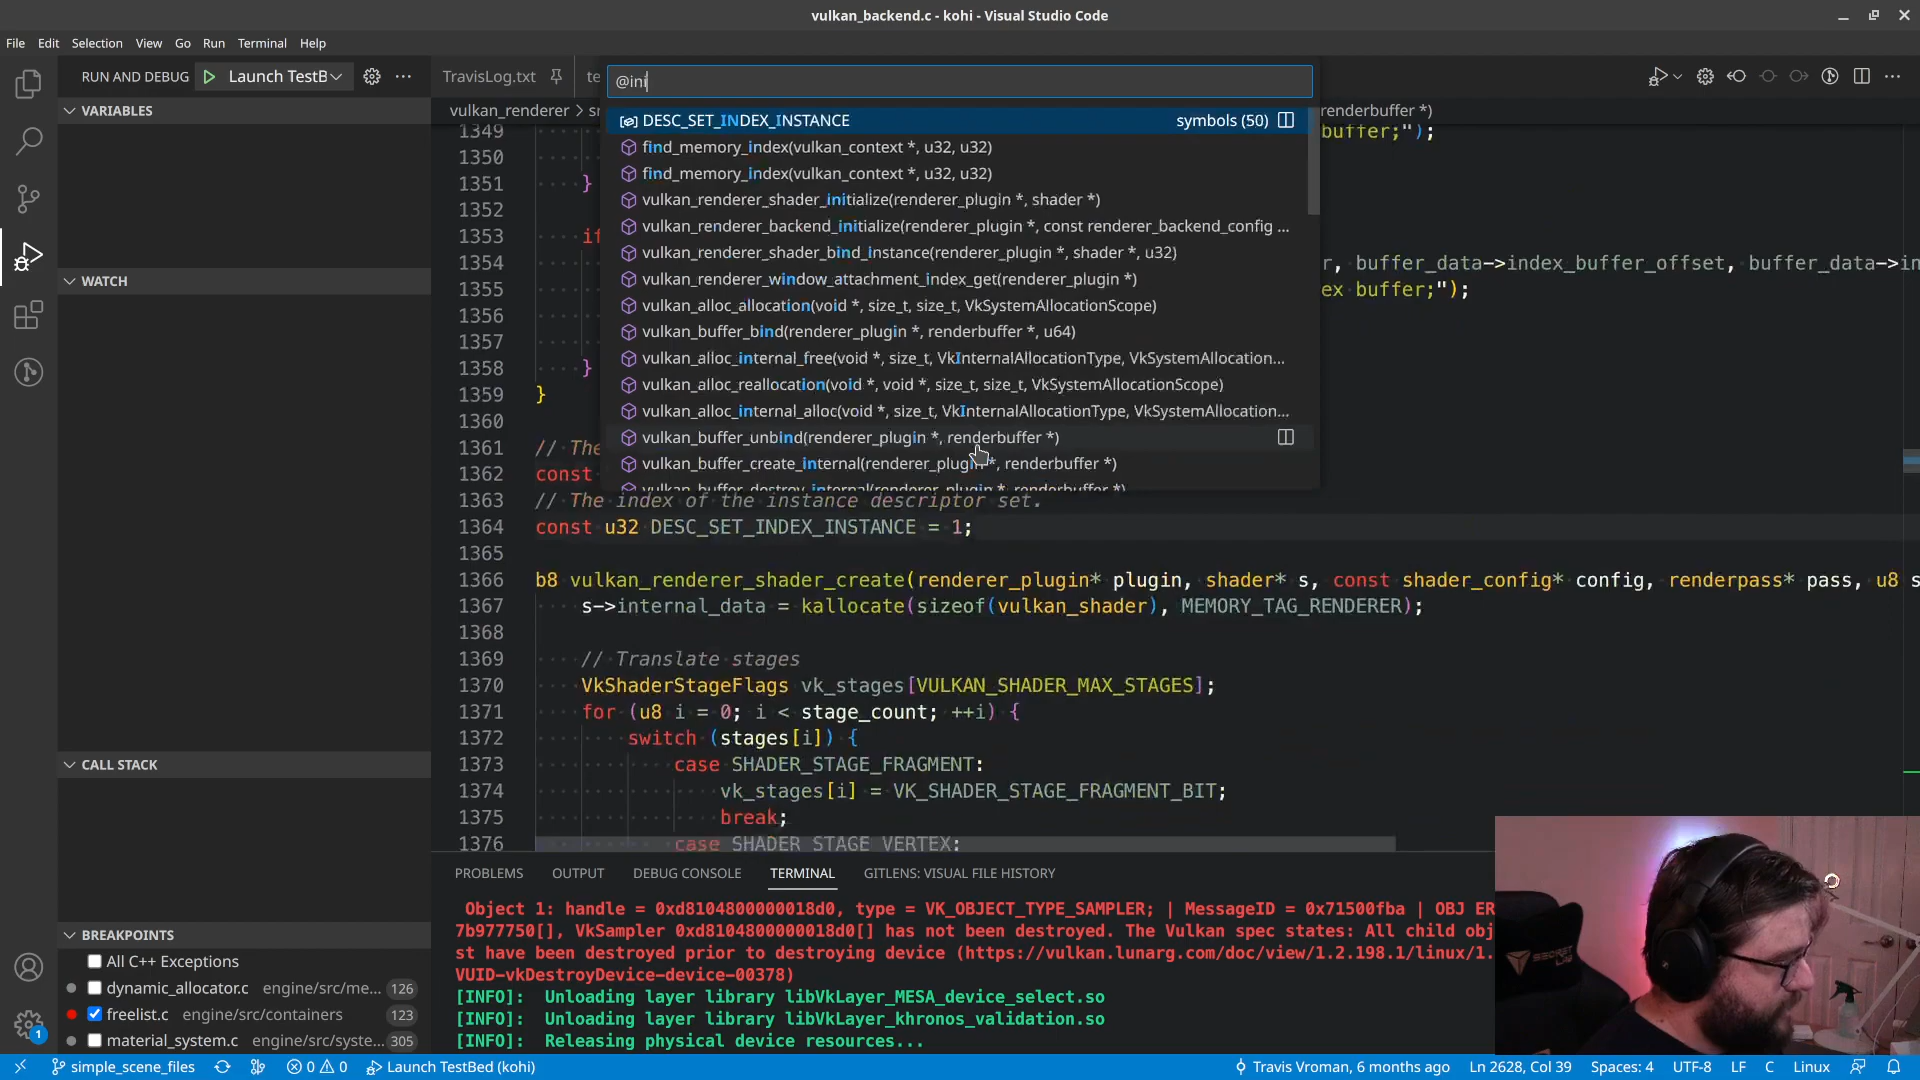 vulkan_backend.c - kohi - Visual Studio Code
File Edit Selection View Go Run Terminal Help
RUN AND DEBUG Launch TestB
TravisLog.txt te
@ini
VARIABLES
vulkan_renderer > renderbuffer *)
DESC_SET_INDEX_INSTANCE symbols (50)
find_memory_index(vulkan_context *, u32, u32)
find_memory_index(vulkan_context *, u32, u32)
vulkan_renderer_shader_initialize(renderer_plugin *, shader *)
vulkan_renderer_backend_initialize(renderer_plugin *, const renderer_backend_config ...
vulkan_renderer_shader_bind_instance(renderer_plugin *, shader *, u32)
vulkan_renderer_window_attachment_index_get(renderer_plugin *)
vulkan_alloc_allocation(void *, size_t, size_t, VkSystemAllocationScope)
vulkan_buffer_bind(renderer_plugin *, renderbuffer *, u64)
vulkan_alloc_internal_free(void *, size_t, VkInternalAllocationType, VkSystemAllocation...
vulkan_alloc_reallocation(void *, void *, size_t, size_t, VkSystemAllocationScope)
vulkan_alloc_internal_alloc(void *, size_t, VkInternalAllocationType, VkSystemAllocation...
vulkan_buffer_unbind(renderer_plugin *, renderbuffer *)
vulkan_buffer_create_internal(renderer_plugin *, renderbuffer *)
vulkan_buffer_destroy_internal(renderer_plugin *, renderbuffer *)
1349 buffer;");
1350
1351 }
1352
1353 if
1354 r, buffer_data->index_buffer_offset, buffer_data->in
1355 ex buffer;");
1356
1357
1358 }
1359 }
1360
1361 // The
1362 const
1363 // The index of the instance descriptor set.
1364 const u32 DESC_SET_INDEX_INSTANCE = 1;
1365
1366 b8 vulkan_renderer_shader_create(renderer_plugin* plugin, shader* s, const shader_config* config, renderpass* pass, u8 s
1367 s->internal_data = kallocate(sizeof(vulkan_shader), MEMORY_TAG_RENDERER);
1368
1369 // Translate stages
1370 VkShaderStageFlags vk_stages[VULKAN_SHADER_MAX_STAGES];
1371 for (u8 i = 0; i < stage_count; ++i) {
1372 switch (stages[i]) {
1373 case SHADER_STAGE_FRAGMENT:
1374 vk_stages[i] = VK_SHADER_STAGE_FRAGMENT_BIT;
1375 break;
1376 case SHADER_STAGE_VERTEX:
WATCH
CALL STACK
BREAKPOINTS
All C++ Exceptions
dynamic_allocator.c engine/src/me... 126
freelist.c engine/src/containers 123
material_system.c engine/src/syste... 305
1
PROBLEMS OUTPUT DEBUG CONSOLE TERMINAL GITLENS: VISUAL FILE HISTORY
Object 1: handle = 0xd8104800000018d0, type = VK_OBJECT_TYPE_SAMPLER; | MessageID = 0x71500fba | OBJ ER
7b977750[], VkSampler 0xd8104800000018d0[] has not been destroyed. The Vulkan spec states: All child obj
st have been destroyed prior to destroying device (https://vulkan.lunarg.com/doc/view/1.2.198.1/linux/1.
VUID-vkDestroyDevice-device-00378)
[INFO]: Unloading layer library libVkLayer_MESA_device_select.so
[INFO]: Unloading layer library libVkLayer_khronos_validation.so
[INFO]: Releasing physical device resources...
simple_scene_files 0 0 Launch TestBed (kohi) Travis Vroman, 6 months ago Ln 2628, Col 39 Spaces: 4 UTF-8 LF C Linux